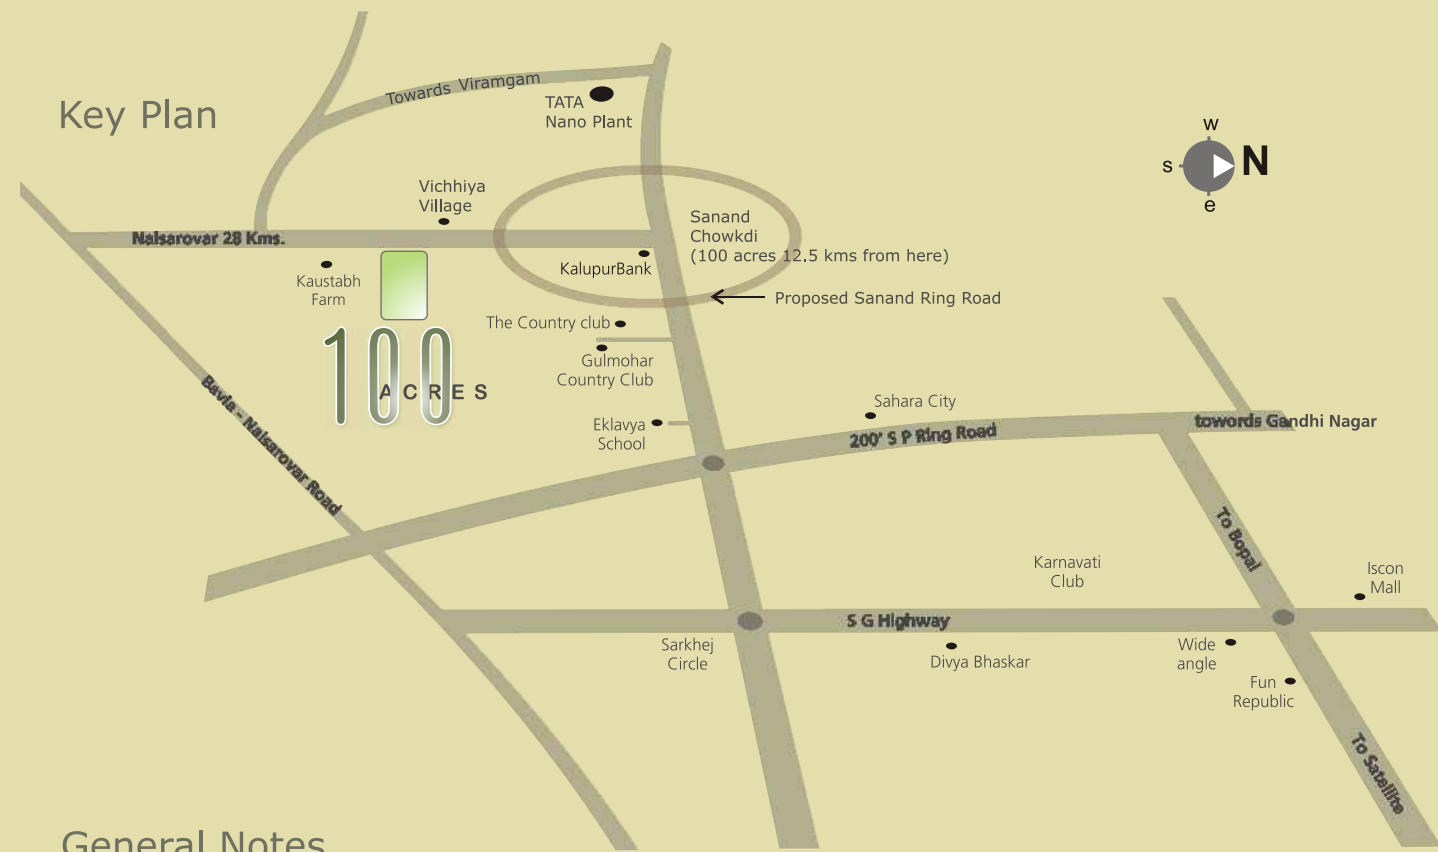 Key Plan
Towards Viramgam
TATA
Nano Plant
W
S
N
e
Vichhiya
Village
Sanand
Chowkdi
(100 acres 12.5 kms from here)
Nalsarovar 28 Kms.
KalupurBank
Kaustabh
Farm
Proposed Sanand Ring Road
The Country club
Gulmohar
Country Club
100
ACRES
Bavla - Nalsarovar Road
Eklavya
School
Sahara City
200' S P Ring Road
towards Gandhi Nagar
To Bopal
Karnavati
Club
Iscon
Mall
S G Highway
Sarkhej
Circle
Divya Bhaskar
Wide
angle
Fun
Republic
To Satellite
General Notes